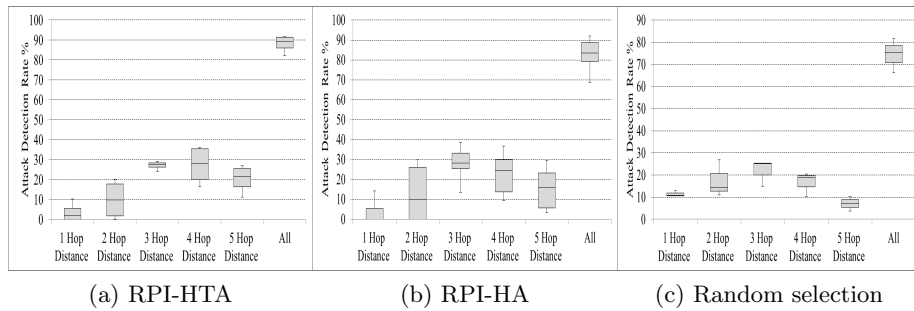 Attack Detection Rate %
100
90
80
70
60
50
40
30
20
10
0
1 Hop Distance
2 Hop Distance
3 Hop Distance
4 Hop Distance
5 Hop Distance
All
(a) RPI-HTA
Attack Detection Rate %
100
90
80
70
60
50
40
30
20
10
0
1 Hop Distance
2 Hop Distance
3 Hop Distance
4 Hop Distance
5 Hop Distance
All
(b) RPI-HA
Attack Detection Rate %
90
80
70
60
50
40
30
20
10
0
1 Hop Distance
2 Hop Distance
3 Hop Distance
4 Hop Distance
5 Hop Distance
All
(c) Random selection